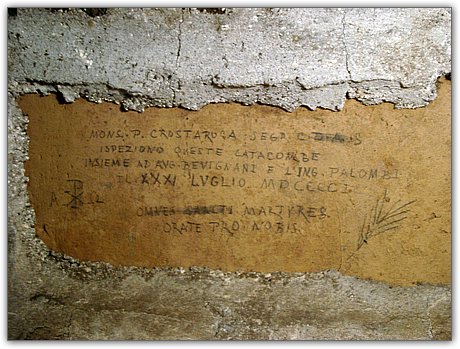 MONS. P. CROSTAROSA SEGR. C.D.A.S
ISPEZIONÒ QUESTE CATACOMBE
INSIEME AD AUG. BEVIGNANI E L'ING. PALOMBI
IL XXXI LUGLIO MDCCCCI
A ☧
OMNES SANCTI MARTYRES
ORATE PRO NOBIS